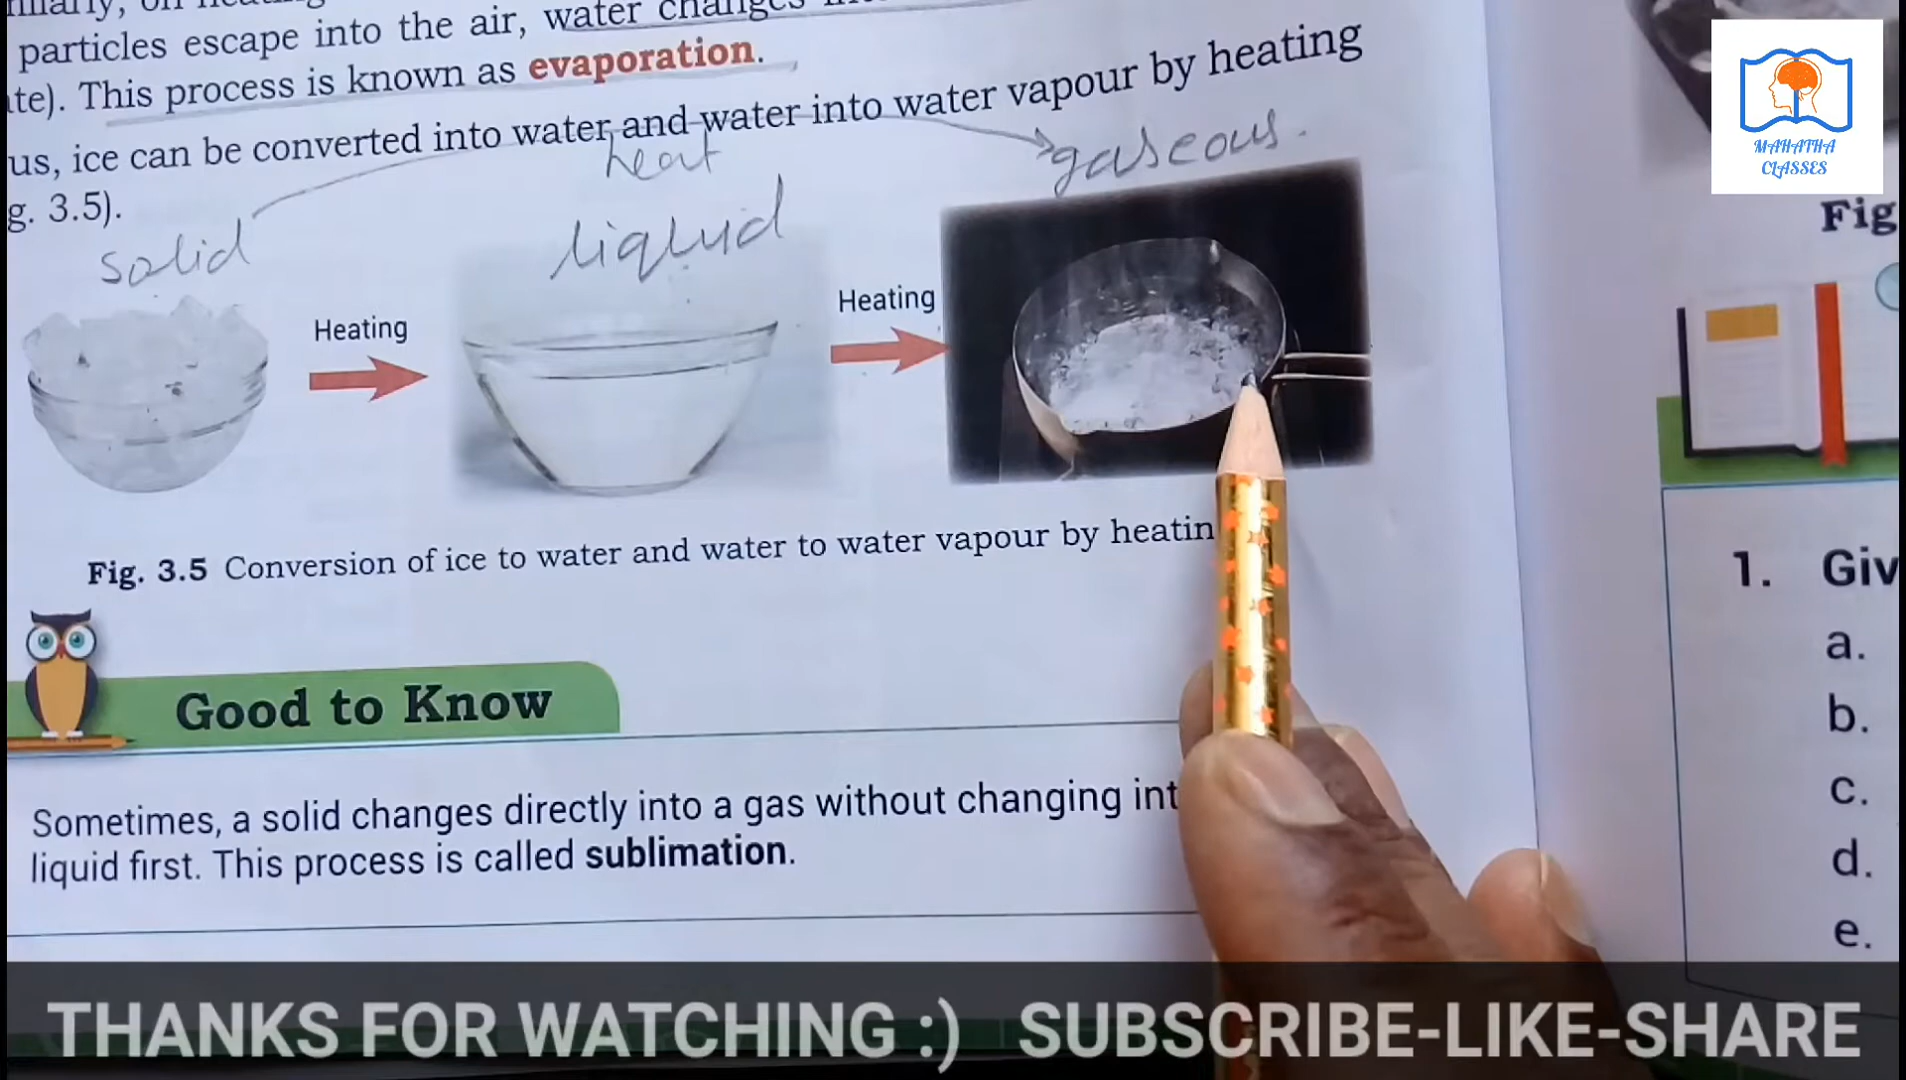 particles escape into the air, water changes
te). This process is known as evaporation.
us, ice can be converted into water and water into water vapour by heating
heat
gaseous.
g. 3.5).
solid
liquid
Heating
Heating
Fig. 3.5 Conversion of ice to water and water to water vapour by heatin
Good to Know
Sometimes, a solid changes directly into a gas without changing int
liquid first. This process is called sublimation.
MAHATHA
CLASSES
Fig
1. Giv
a.
b.
c.
d.
e.
THANKS FOR WATCHING :) SUBSCRIBE-LIKE-SHARE